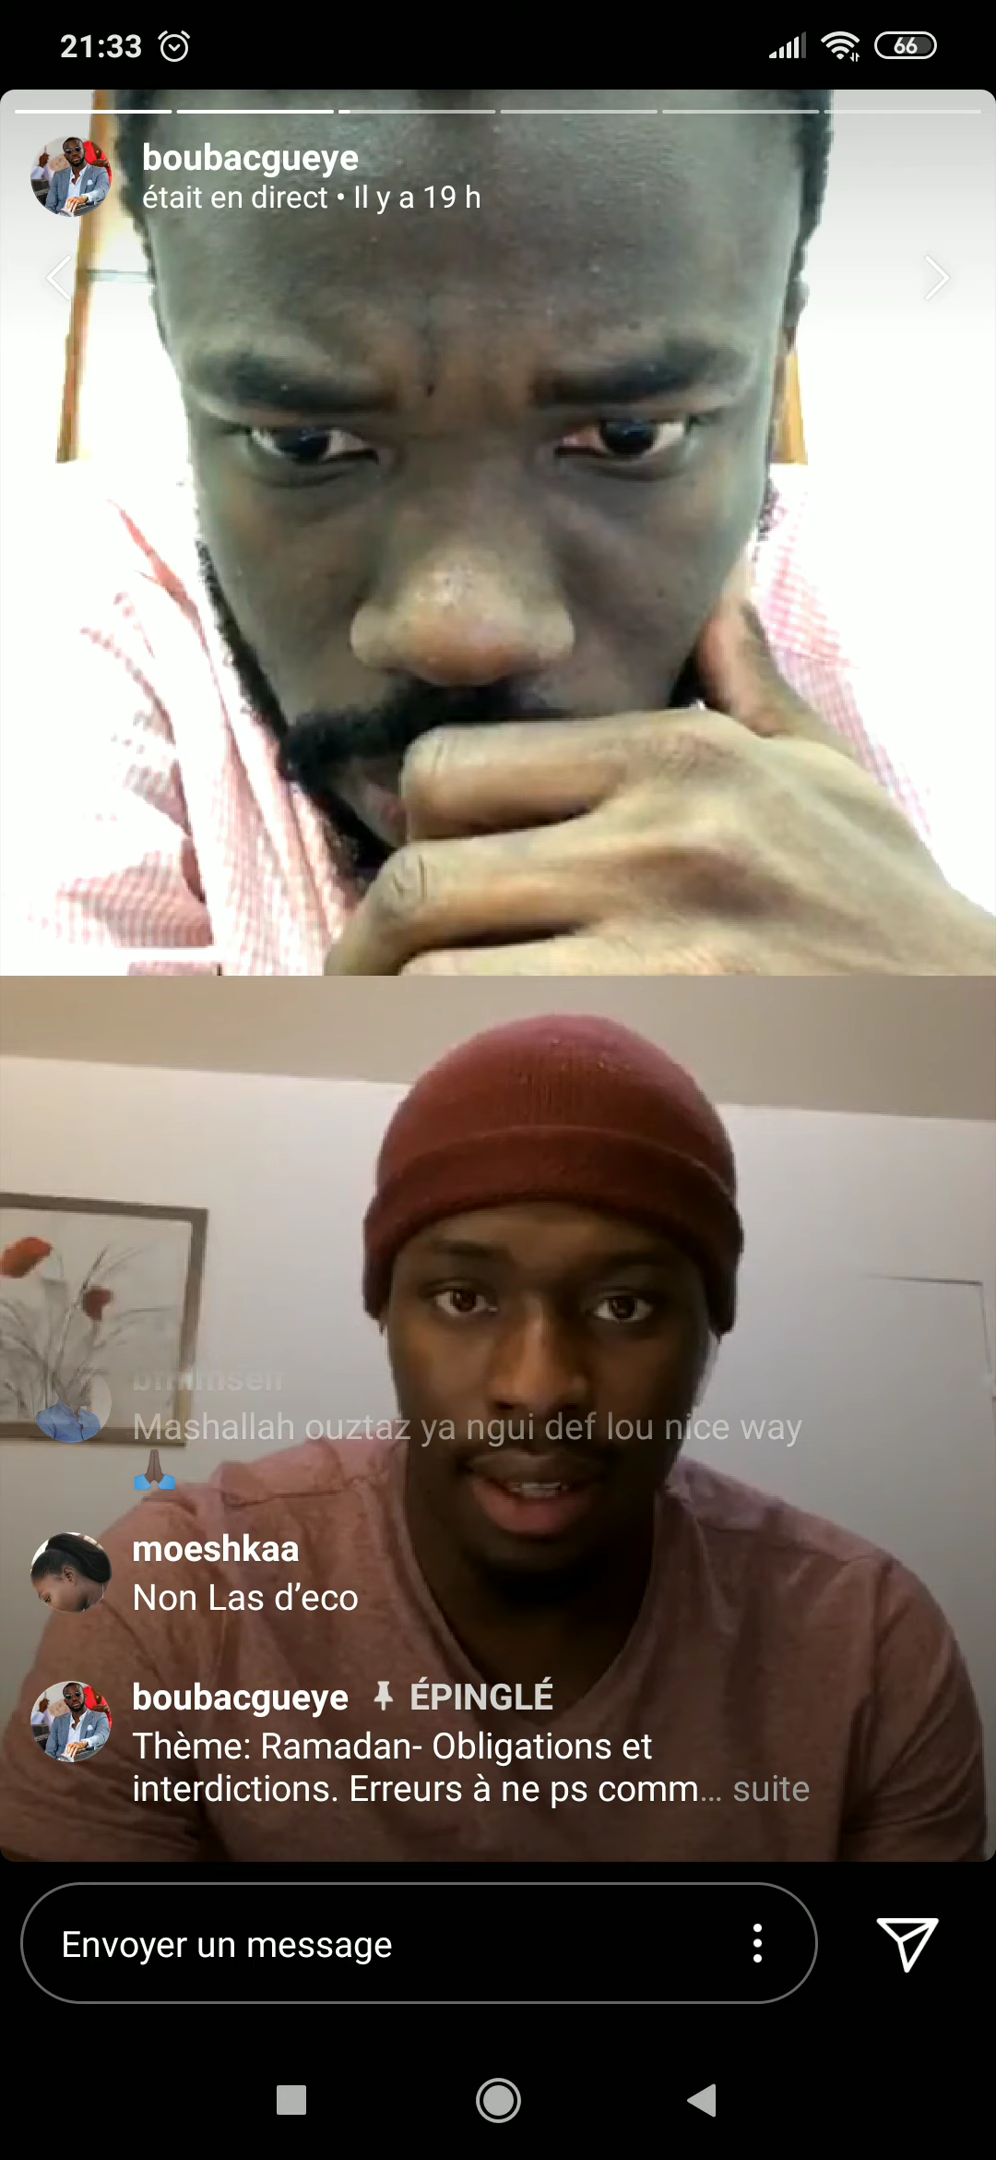 21:33
66
boubacgueye
était en direct • Il y a 19 h
Mashallah ouztaz ya ngui def lou nice way
🙏🏾
moeshkaa
Non Las d’eco
boubacgueye ÉPINGLÉ
Thème: Ramadan- Obligations et
interdictions. Erreurs à ne ps comm... suite
Envoyer un message